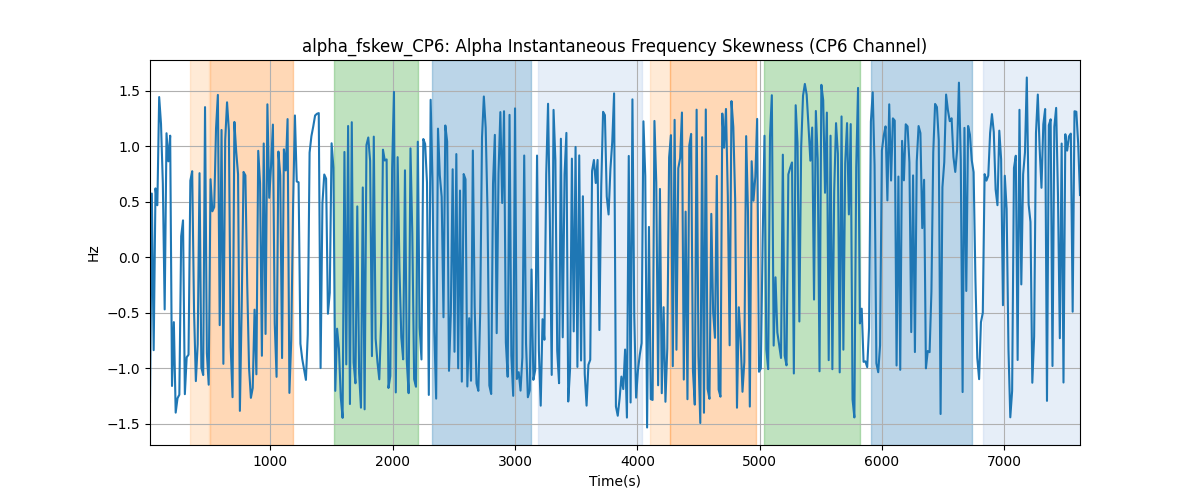 alpha_fskew_CP6: Alpha Instantaneous Frequency Skewness (CP6 Channel)
Hz
1.5
1.0
0.5
0.0
−0.5
−1.0
−1.5
1000 2000 3000 4000 5000 6000 7000
Time(s)